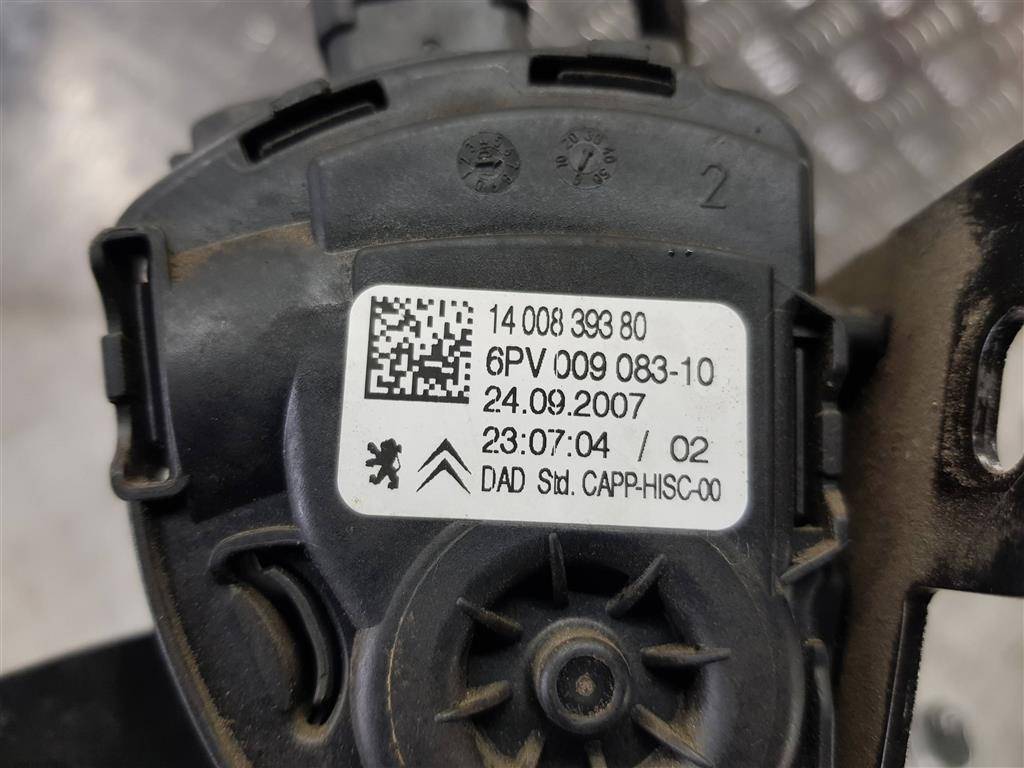 2
14 008 393 80
6PV 009 083-10
24.09.2007
23:07:04 / 02
DAD Std. CAPP-HISC-00